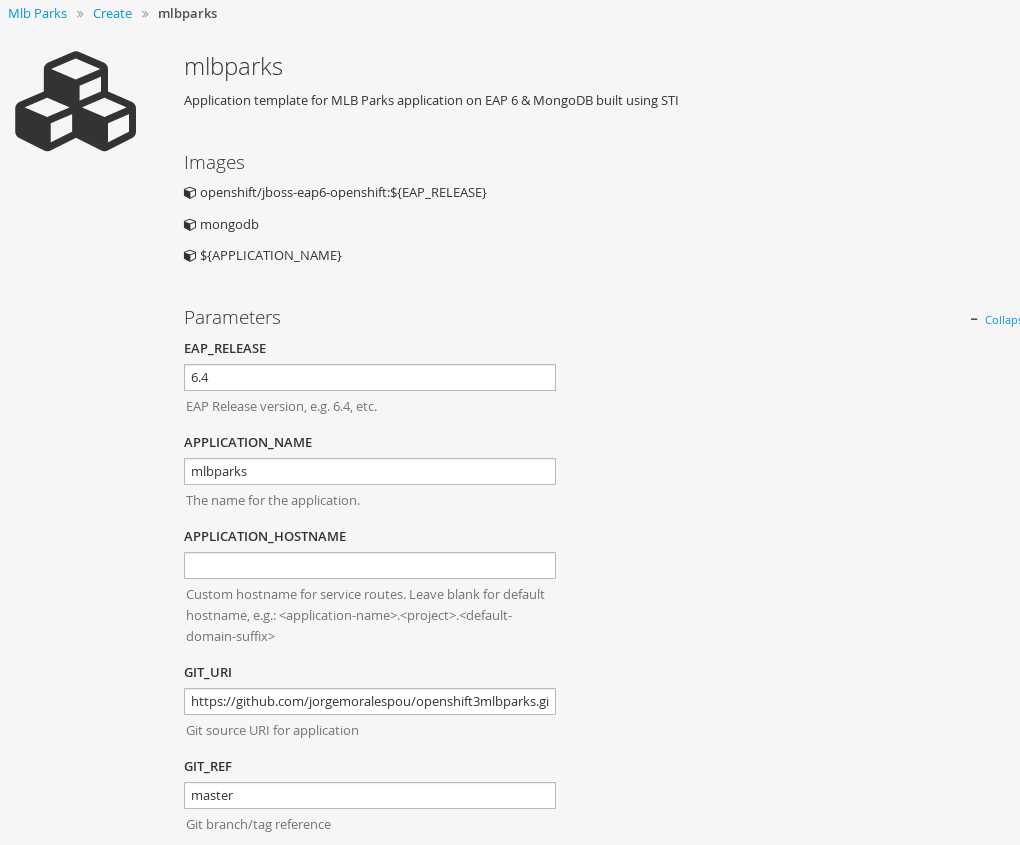 Mlb Parks » Create » mlbparks
mlbparks
Application template for MLB Parks application on EAP 6 & MongoDB built using STI
Images
openshift/jboss-eap6-openshift:${EAP_RELEASE}
mongodb
${APPLICATION_NAME}
Parameters
− Collaps
EAP_RELEASE
6.4
EAP Release version, e.g. 6.4, etc.
APPLICATION_NAME
mlbparks
The name for the application.
APPLICATION_HOSTNAME
Custom hostname for service routes. Leave blank for default
hostname, e.g.: <application-name>.<project>.<default-
domain-suffix>
GIT_URI
https://github.com/jorgemoralespou/openshift3mlbparks.gi
Git source URI for application
GIT_REF
master
Git branch/tag reference